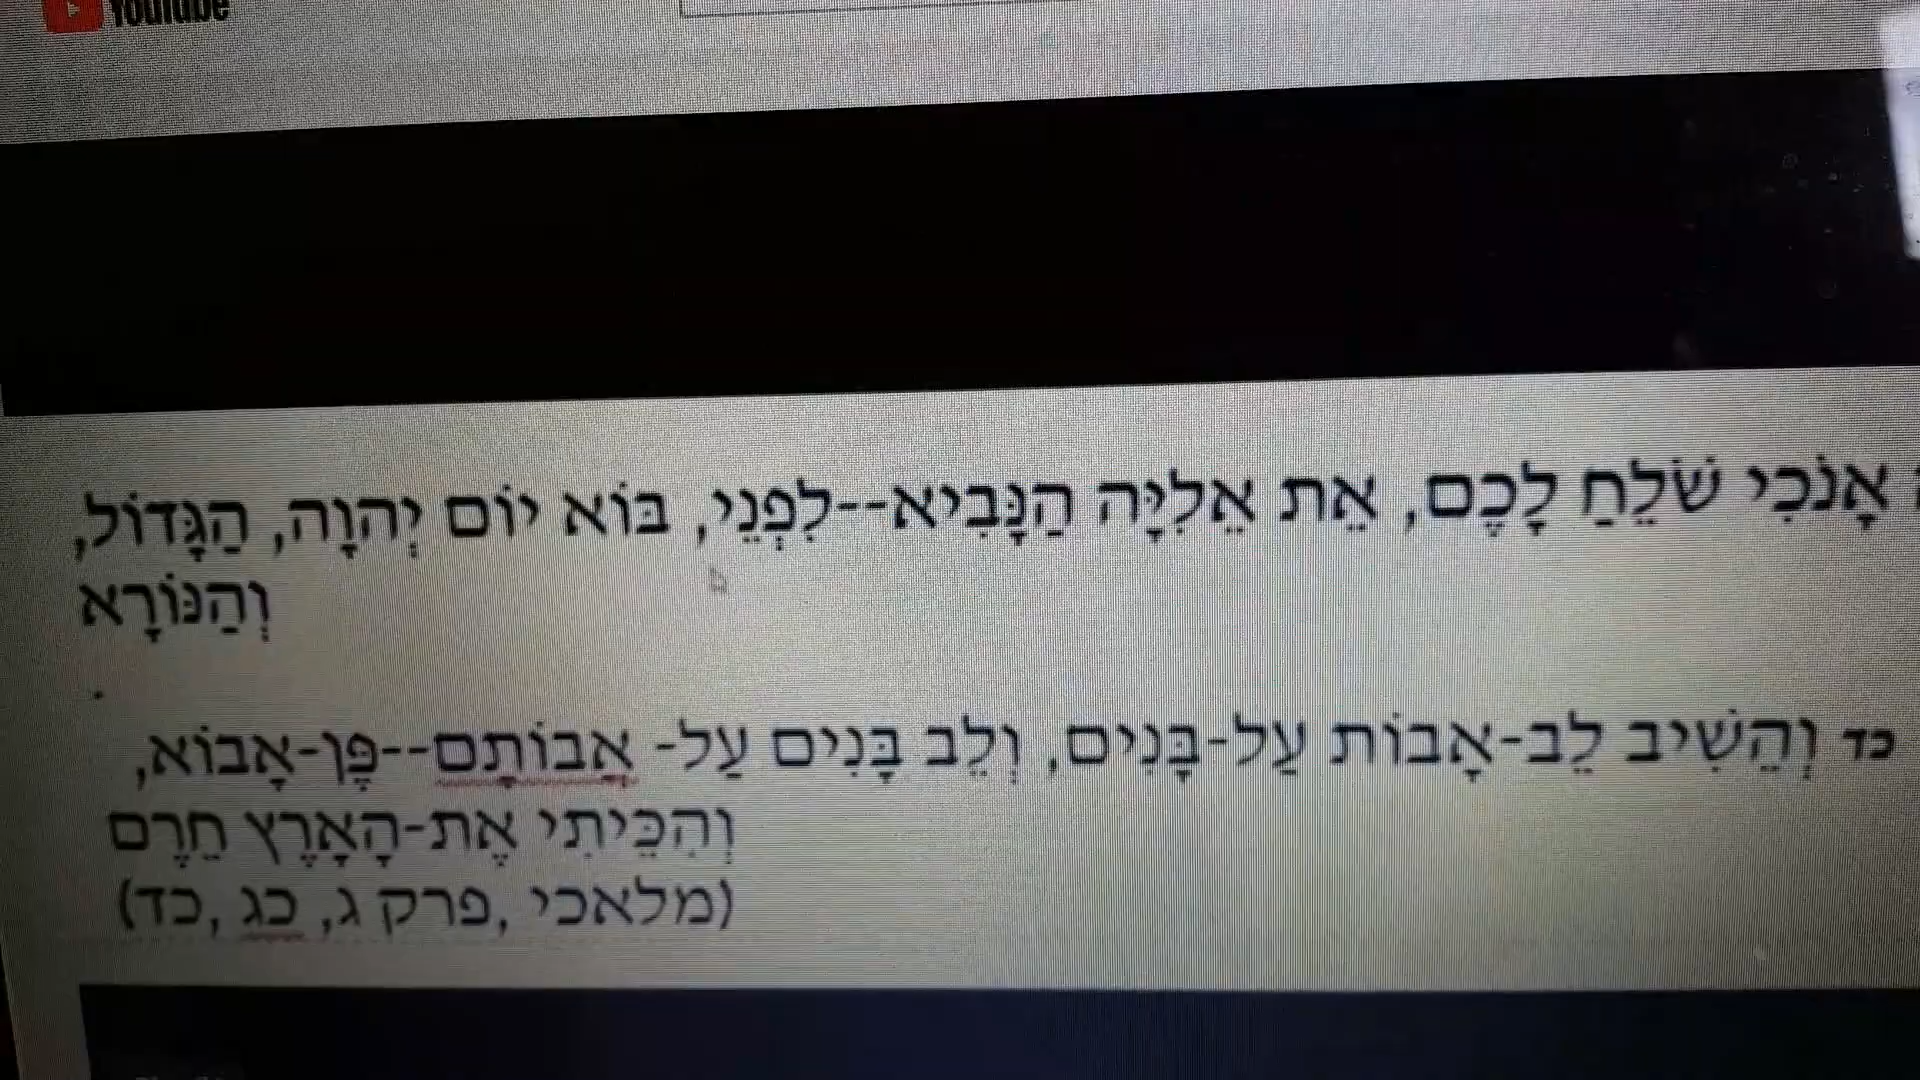 YouTube
אָנֹכִי שֹׁלֵחַ לָכֶם, אֵת אֵלִיָּה הַנָּבִיא--לִפְנֵי, בּוֹא יוֹם יְהוָה, הַגָּדוֹל,
וְהַנּוֹרָא
.
כד וְהֵשִׁיב לֵב-אָבוֹת עַל-בָּנִים, וְלֵב בָּנִים עַל- אֲבוֹתָם--פֶּן-אָבוֹא,
וְהִכֵּיתִי אֶת-הָאָרֶץ חֵרֶם
(מלאכי ,פרק ג, כג ,כד)